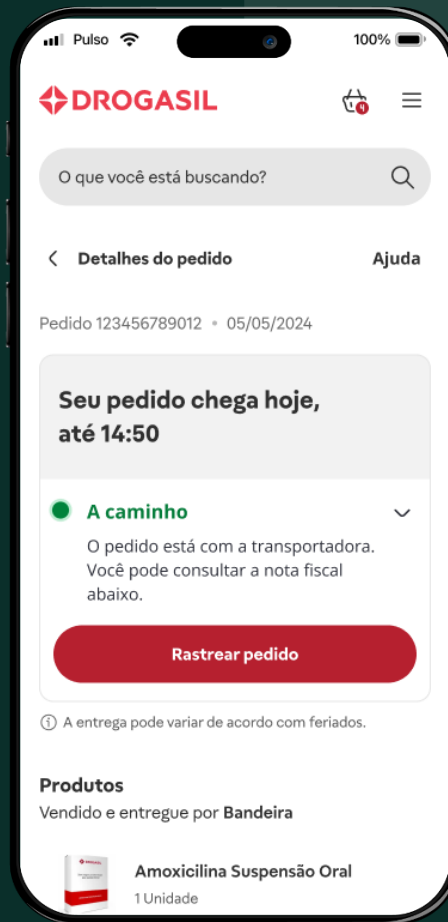 Pulso
100%
DROGASIL
4
O que você está buscando?
Detalhes do pedido
Ajuda
Pedido 123456789012 • 05/05/2024
Seu pedido chega hoje,
até 14:50
A caminho
O pedido está com a transportadora.
Você pode consultar a nota fiscal
abaixo.
Rastrear pedido
A entrega pode variar de acordo com feriados.
Produtos
Vendido e entregue por Bandeira
DROGASIL
Amoxicilina Suspensão Oral
1 Unidade